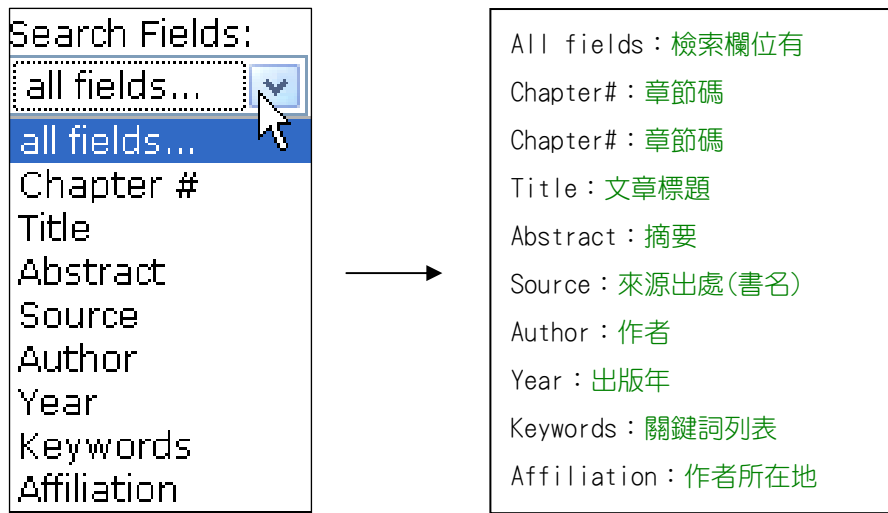 Search Fields:
all fields...
all fields...
Chapter #
Title
Abstract
Source
Author
Year
Keywords
Affiliation
All fields：檢索欄位有
Chapter#：章節碼
Chapter#：章節碼
Title：文章標題
Abstract：摘要
Source：來源出處(書名)
Author：作者
Year：出版年
Keywords：關鍵詞列表
Affiliation：作者所在地